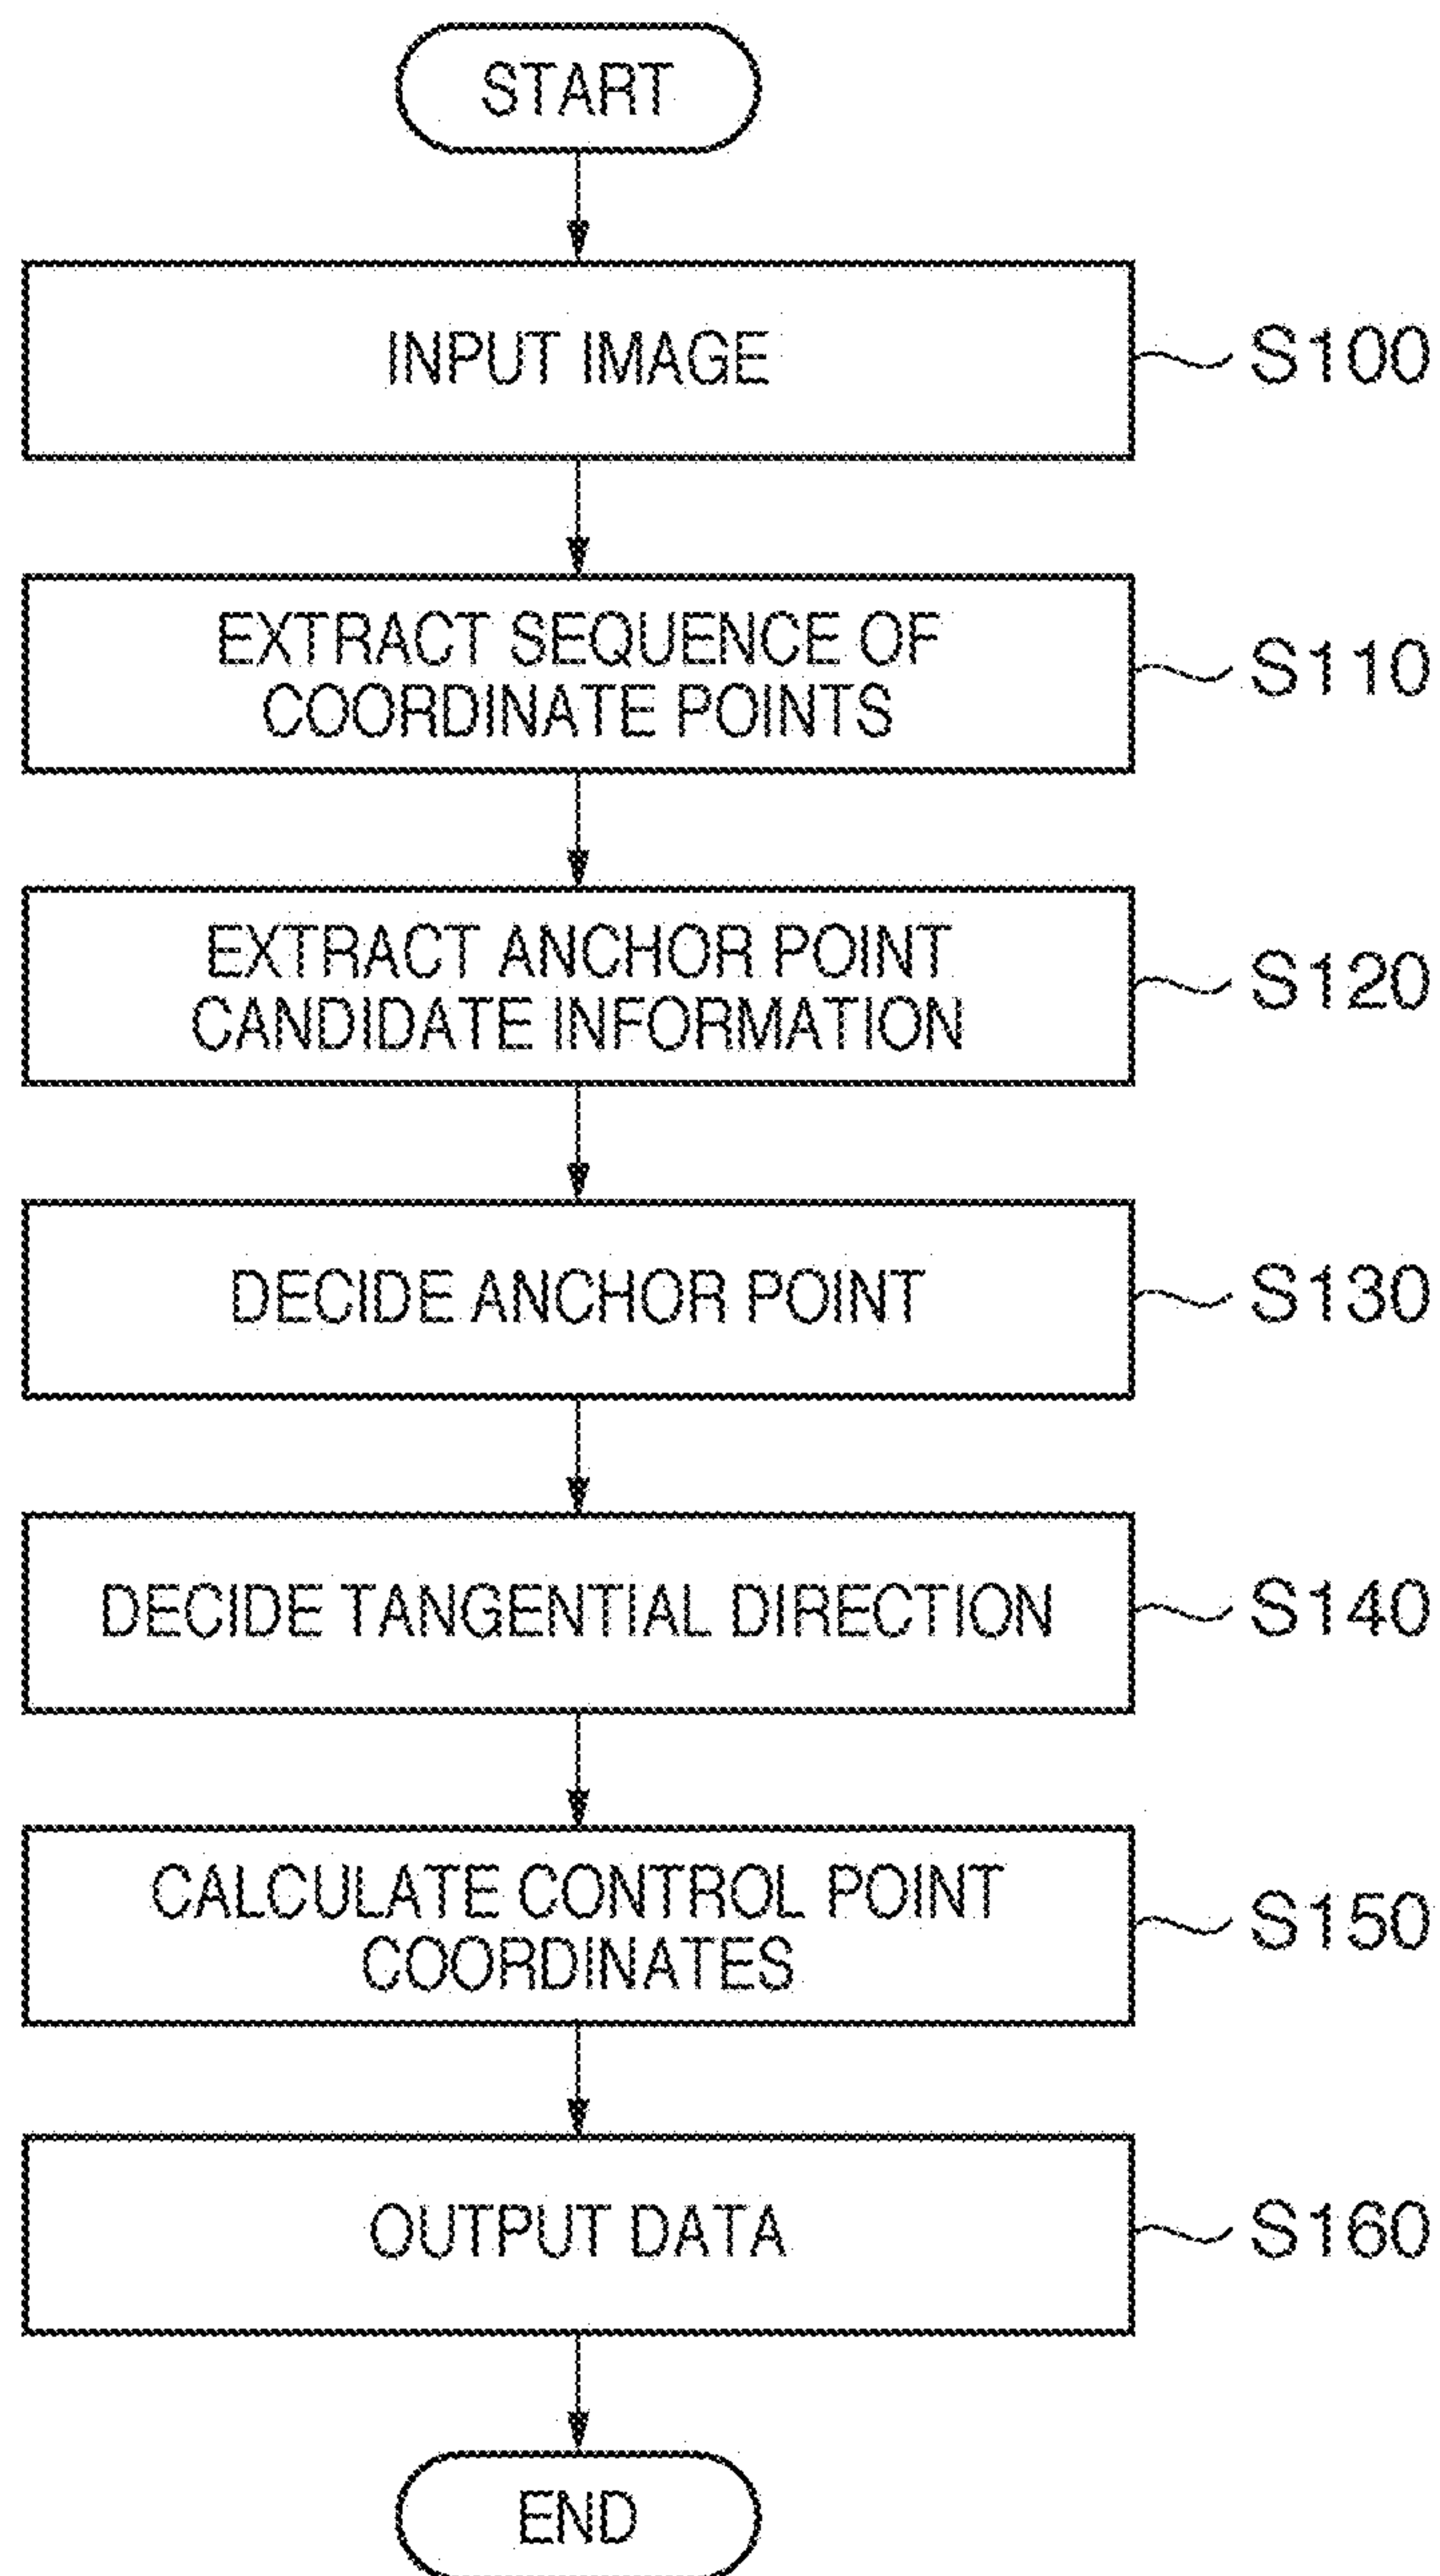 START
INPUT IMAGE
S100
EXTRACT SEQUENCE OF
COORDINATE POINTS
S110
EXTRACT ANCHOR POINT
CANDIDATE INFORMATION
S120
DECIDE ANCHOR POINT
S130
DECIDE TANGENTIAL DIRECTION
S140
CALCULATE CONTROL POINT
COORDINATES
S150
OUTPUT DATA
S160
END